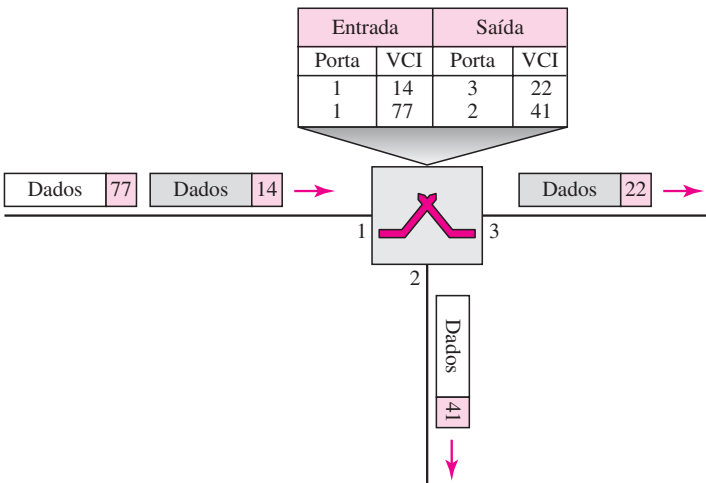 Entrada Saída
Porta VCI Porta VCI
1 14 3 22
1 77 2 41
Dados 77 Dados 14 Dados 22
1 3
2
Dados 41